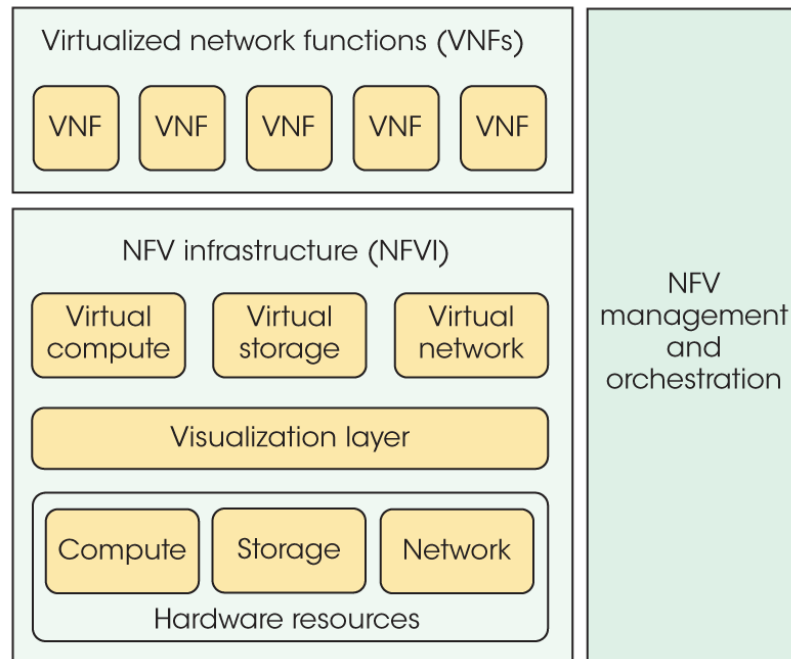 Virtualized network functions (VNFs)
VNF VNF VNF VNF VNF
NFV infrastructure (NFVI)
Virtual
compute
Virtual
storage
Virtual
network
Visualization layer
Compute
Storage
Network
Hardware resources
NFV
management
and
orchestration